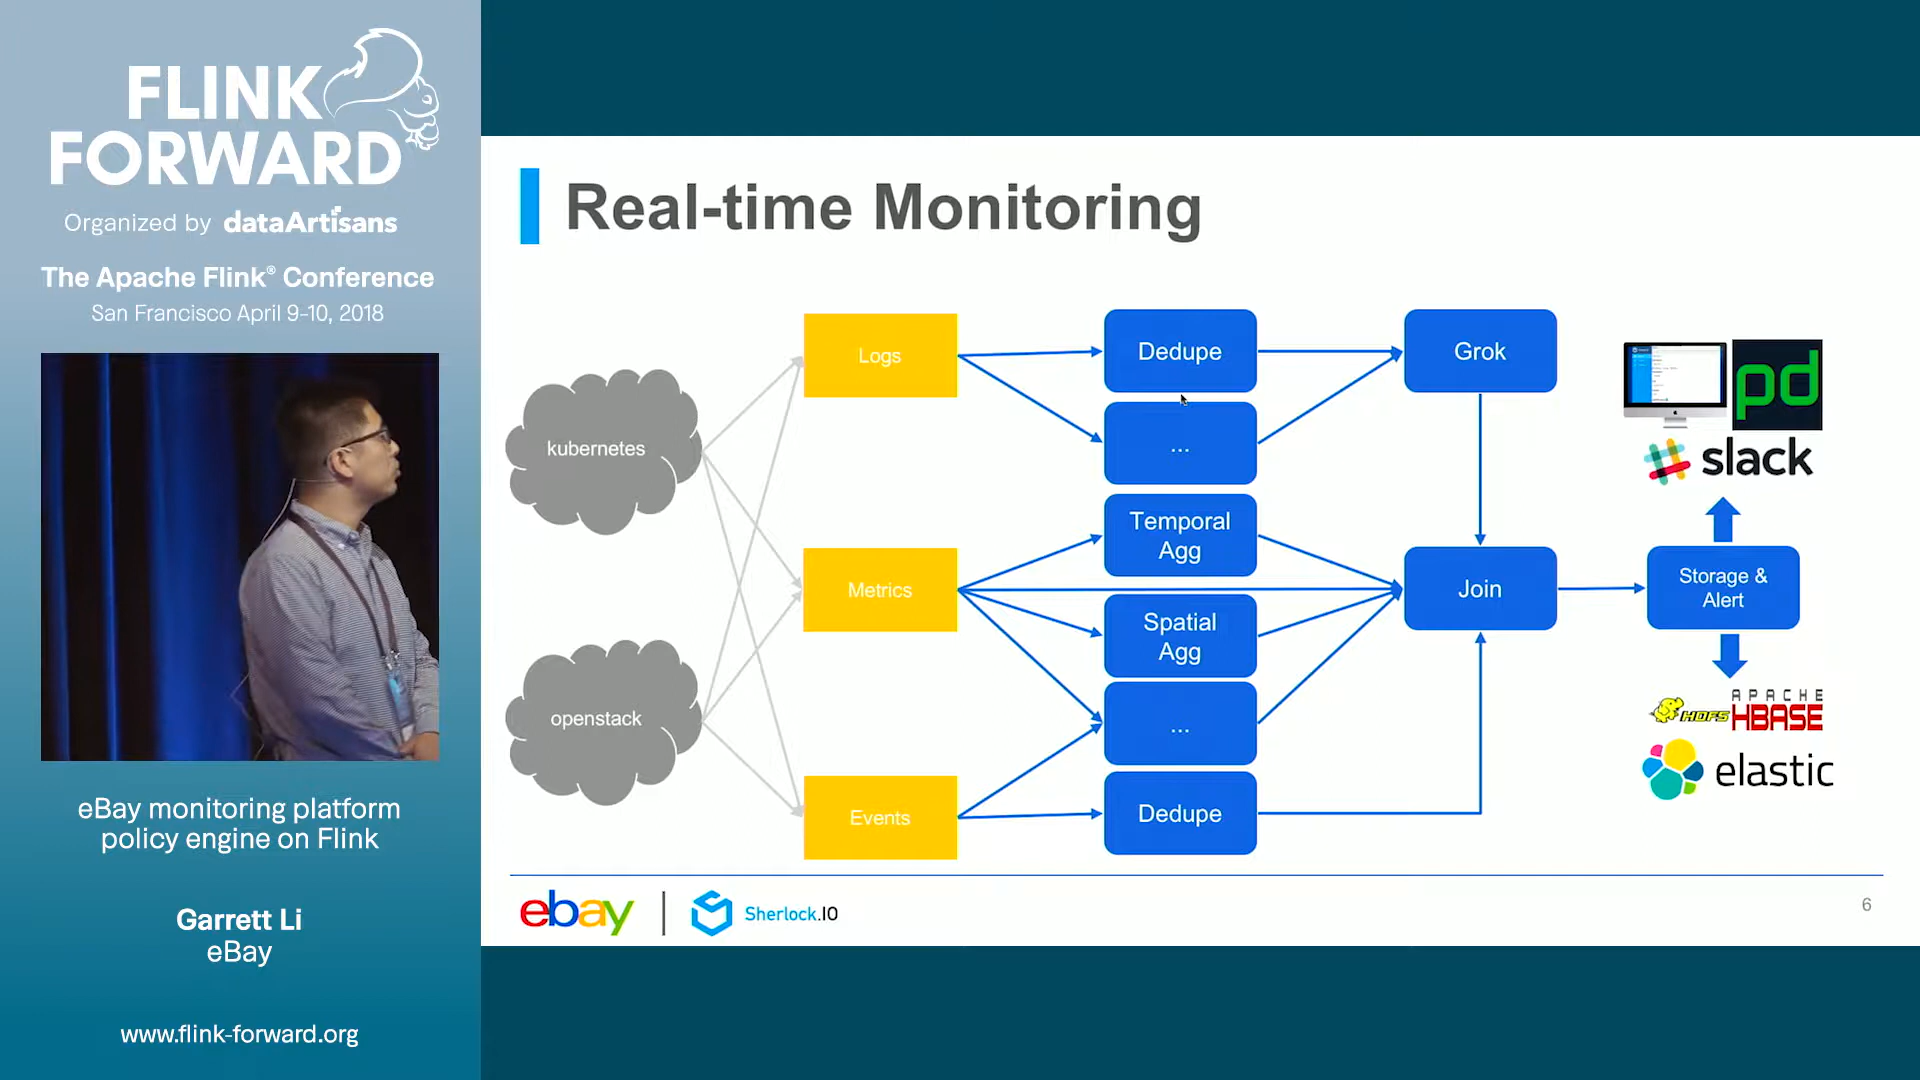 FLINK
FORWARD
Organized by dataArtisans
The Apache Flink® Conference
San Francisco April 9-10, 2018
eBay monitoring platform
policy engine on Flink
Garrett Li
eBay
www.flink-forward.org
Real-time Monitoring
kubernetes
openstack
Logs
Metrics
Events
Dedupe
...
Temporal
Agg
Spatial
Agg
...
Dedupe
Grok
Join
Storage &
Alert
pd
slack
APACHE
HDFS HBASE
elastic
ebay
Sherlock.IO
6